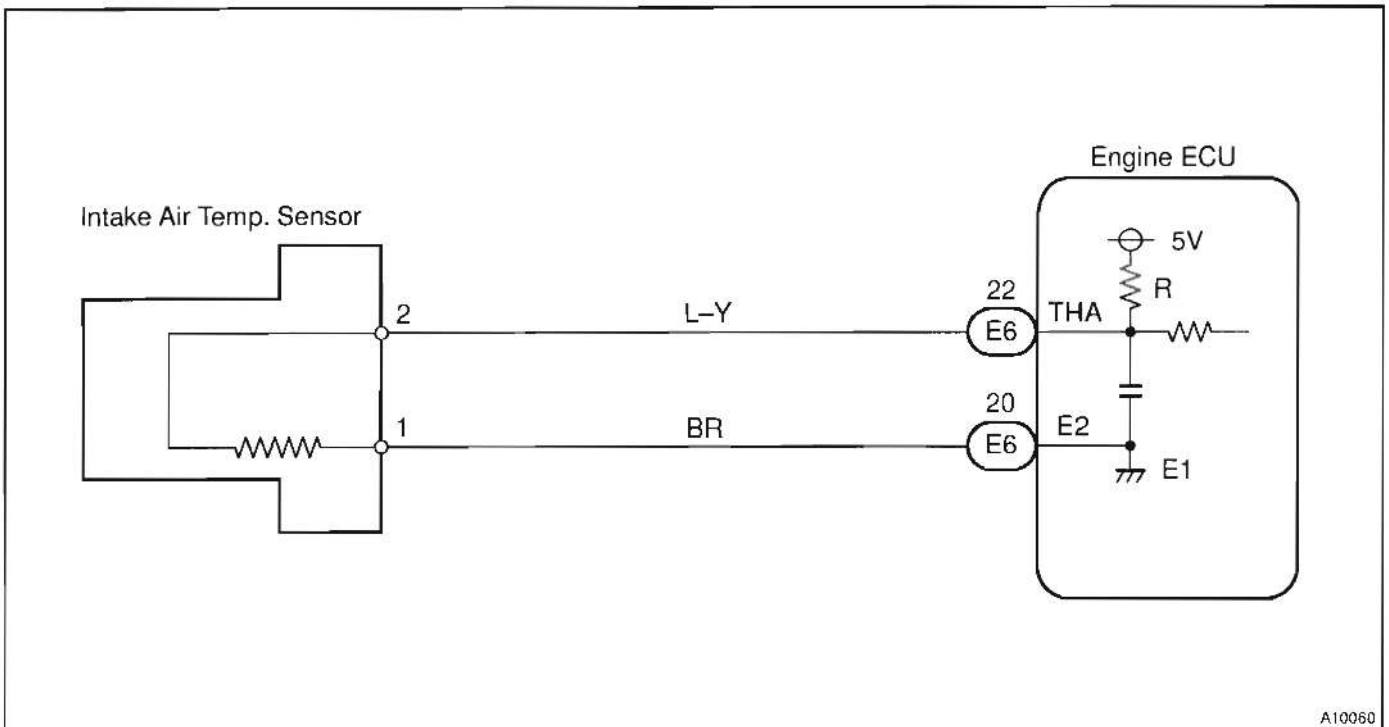 Engine ECU
Intake Air Temp. Sensor
5V
R
2
L–Y
22
E6
THA
1
BR
20
E6
E2
E1
A10060